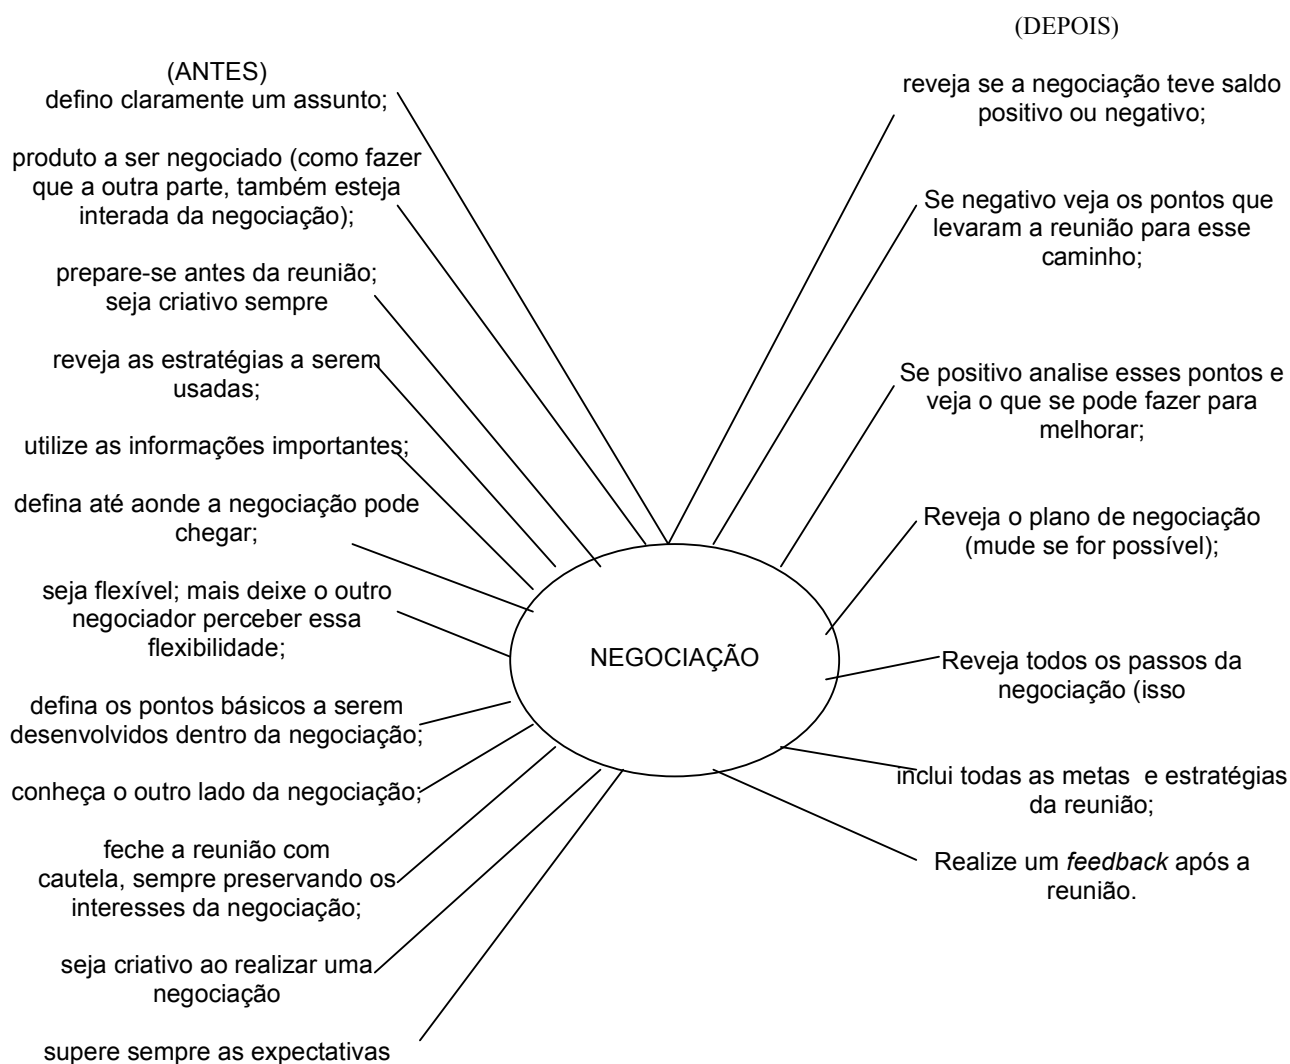 (ANTES)
defino claramente um assunto;
produto a ser negociado (como fazer
que a outra parte, também esteja
interada da negociação);
prepare-se antes da reunião;
seja criativo sempre
reveja as estratégias a serem
usadas;
utilize as informações importantes;
defina até aonde a negociação pode
chegar;
seja flexível; mais deixe o outro
negociador perceber essa
flexibilidade;
defina os pontos básicos a serem
desenvolvidos dentro da negociação;
conheça o outro lado da negociação;
feche a reunião com
cautela, sempre preservando os
interesses da negociação;
seja criativo ao realizar uma
negociação
supere sempre as expectativas
NEGOCIAÇÃO
(DEPOIS)
reveja se a negociação teve saldo
positivo ou negativo;
Se negativo veja os pontos que
levaram a reunião para esse
caminho;
Se positivo analise esses pontos e
veja o que se pode fazer para
melhorar;
Reveja o plano de negociação
(mude se for possível);
Reveja todos os passos da
negociação (isso
inclui todas as metas e estratégias
da reunião;
Realize um feedback após a
reunião.